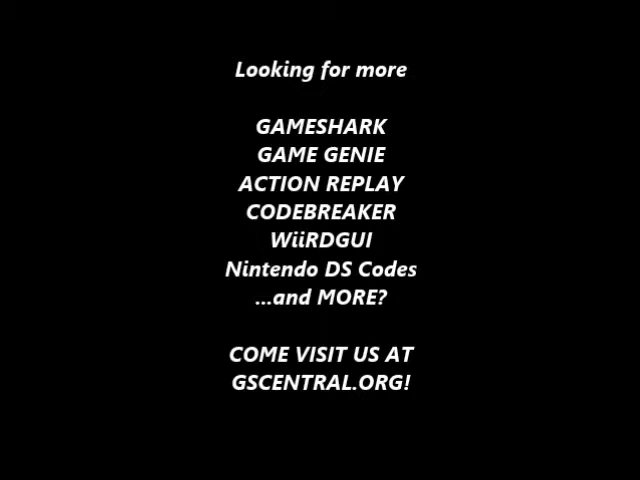 Looking for more
GAMESHARK
GAME GENIE
ACTION REPLAY
CODEBREAKER
WiiRDGUI
Nintendo DS Codes
...and MORE?
COME VISIT US AT
GSCENTRAL.ORG!